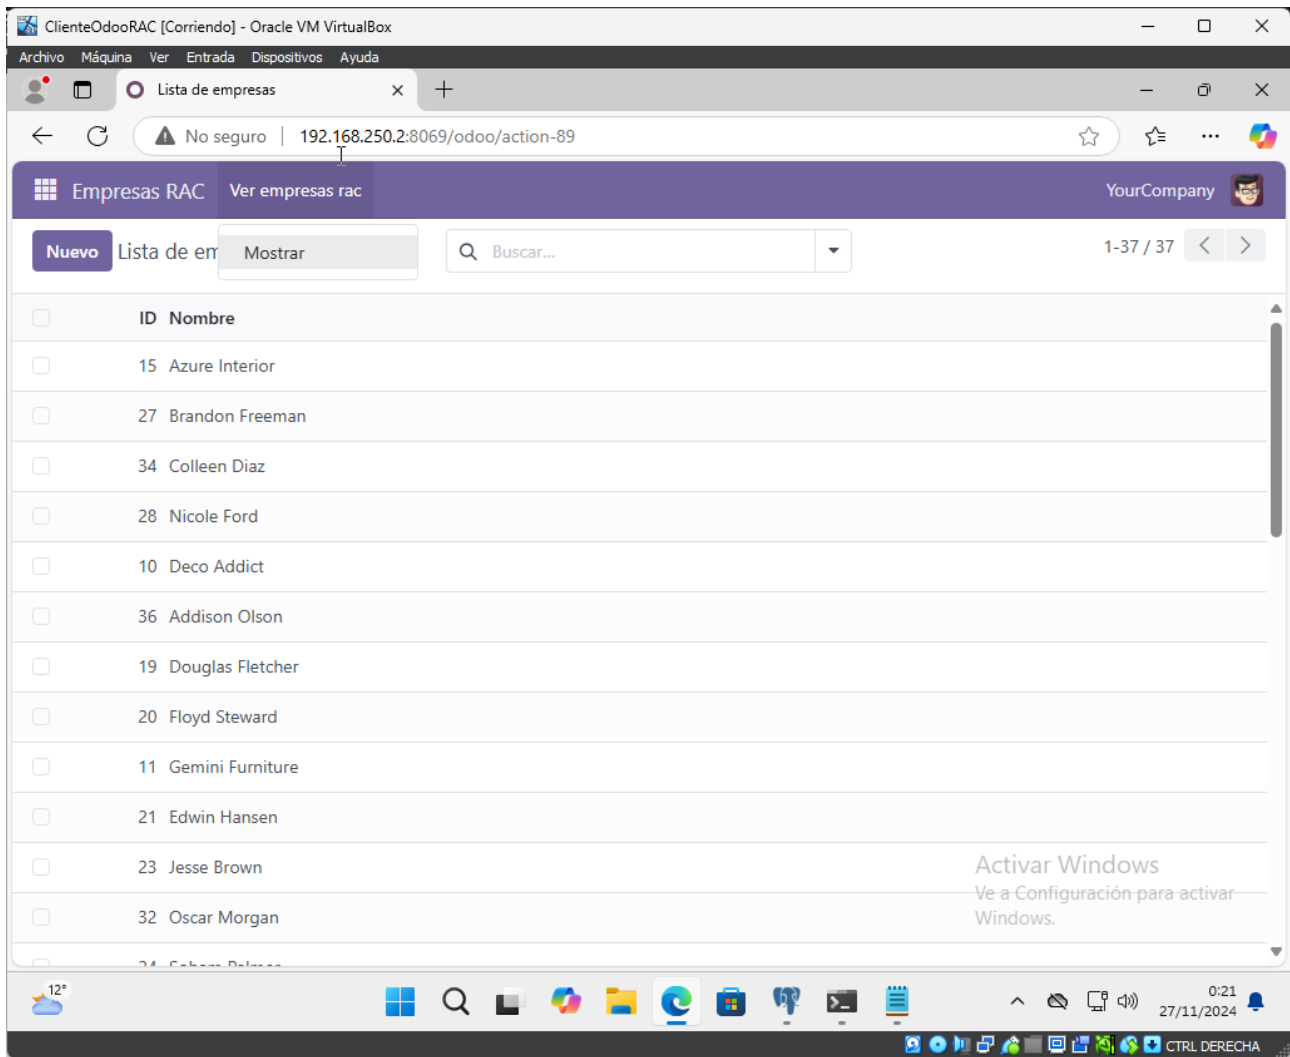 ClienteOdooRAC [Corriendo] - Oracle VM VirtualBox
Archivo Máquina Ver Entrada Dispositivos Ayuda
Lista de empresas
No seguro 192.168.250.2:8069/odoo/action-89
Empresas RAC Ver empresas rac YourCompany
Nuevo Lista de em Mostrar Buscar... 1-37 / 37
ID Nombre
15 Azure Interior
27 Brandon Freeman
34 Colleen Diaz
28 Nicole Ford
10 Deco Addict
36 Addison Olson
19 Douglas Fletcher
20 Floyd Steward
11 Gemini Furniture
21 Edwin Hansen
23 Jesse Brown
32 Oscar Morgan
Activar Windows
Ve a Configuración para activar
Windows.
12°
0:21
27/11/2024
CTRL DERECHA